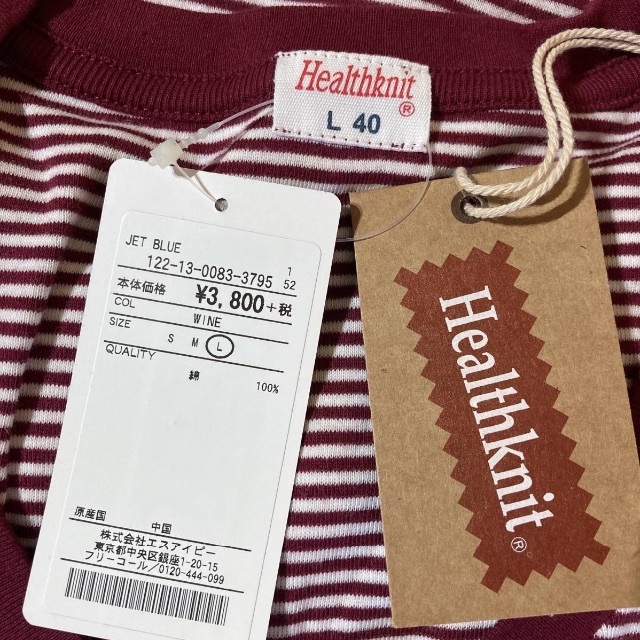 Healthknit®
L 40
JET BLUE
122-13-0083-3795 1 52
本体価格 ¥3,800+税
COL WINE
SIZE S M L
QUALITY
綿 100%
原産国 中国
株式会社エスアイピー
東京都中央区銀座1-20-15
フリーコール/0120-444-099
Healthknit®